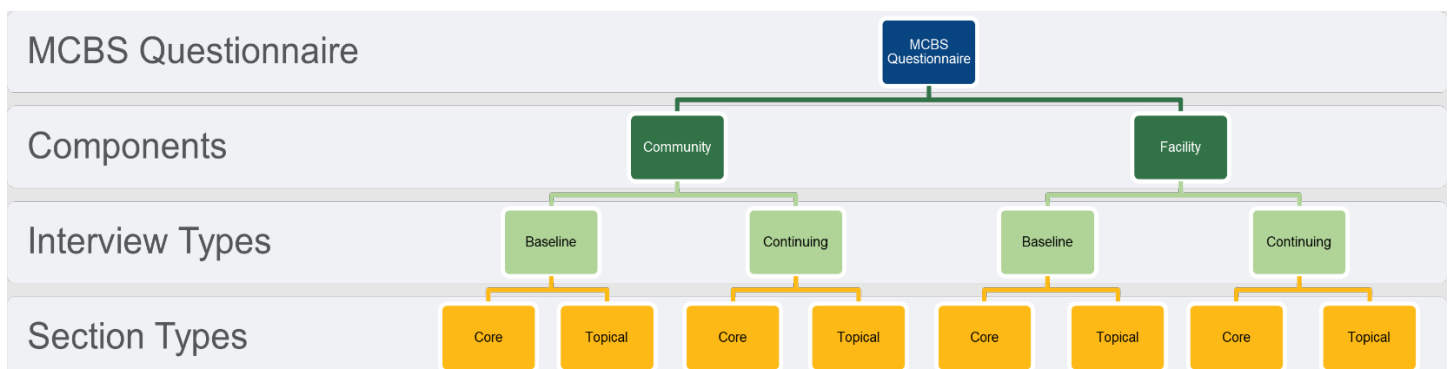 MCBS Questionnaire
MCBS
Questionnaire
Components
Community
Facility
Interview Types
Baseline
Continuing
Baseline
Continuing
Section Types
Core
Topical
Core
Topical
Core
Topical
Core
Topical